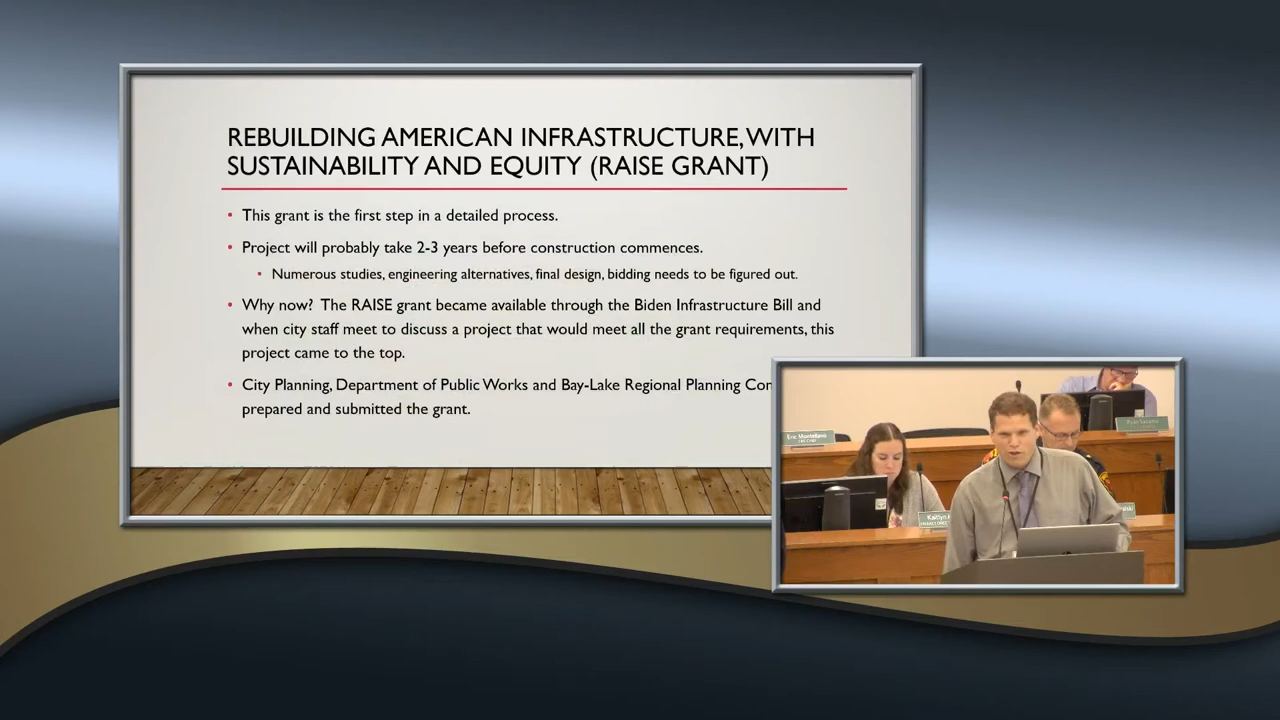 REBUILDING AMERICAN INFRASTRUCTURE, WITH
SUSTAINABILITY AND EQUITY (RAISE GRANT)
• This grant is the first step in a detailed process.
• Project will probably take 2-3 years before construction commences.
• Numerous studies, engineering alternatives, final design, bidding needs to be figured out.
• Why now? The RAISE grant became available through the Biden Infrastructure Bill and
when city staff meet to discuss a project that would meet all the grant requirements, this
project came to the top.
• City Planning, Department of Public Works and Bay-Lake Regional Planning Com
prepared and submitted the grant.
Eric Montellano
Kaitlyn